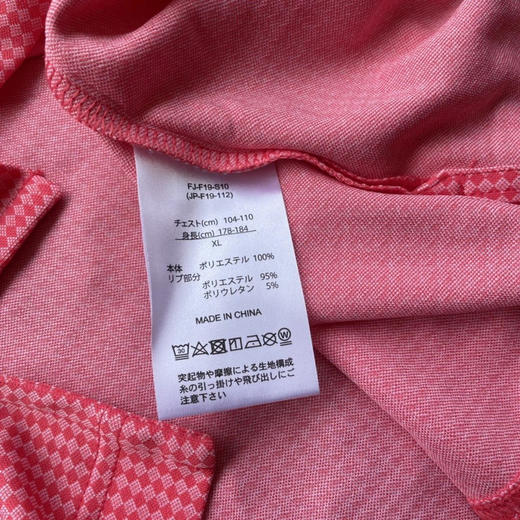 FJ-F19-S10
(JP-F19-112)
チェスト(cm) 104-110
身長(cm) 178-184
XL
本体 ポリエステル 100%
リブ部分 ポリエステル 95%
ポリウレタン 5%
MADE IN CHINA
突起物や摩擦による生地構成
糸の引っ掛けや飛び出しにご
注意下さい